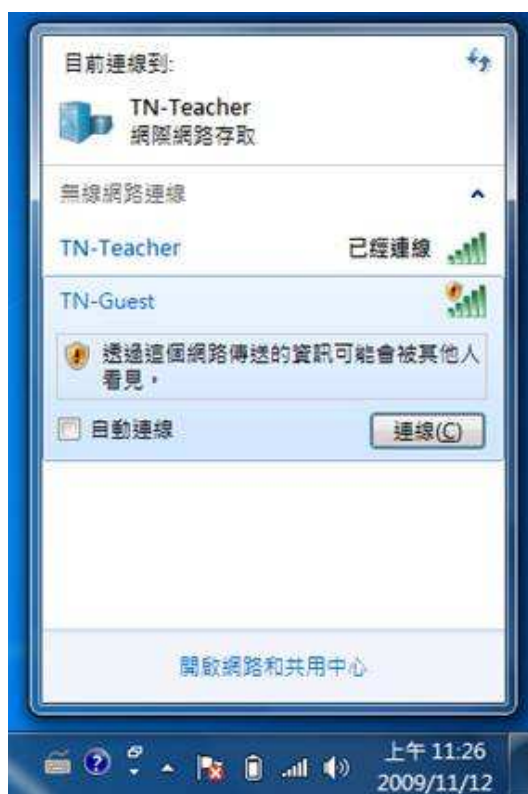 目前連線到:
TN-Teacher
網際網路存取
無線網路連線
TN-Teacher 已經連線
TN-Guest
透過這個網路傳送的資訊可能會被其他人
看見。
自動連線 連線(C)
開啟網路和共用中心
上午 11:26
2009/11/12